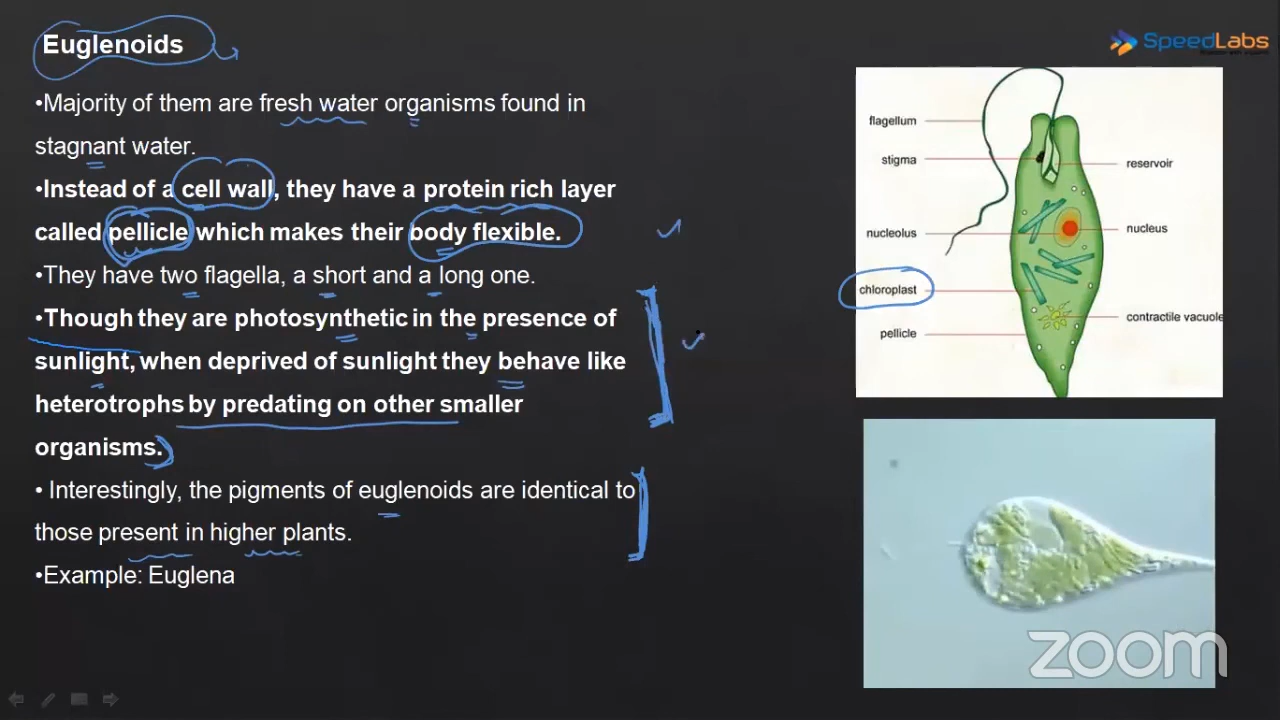 Euglenoids
SpeedLabs
•Majority of them are fresh water organisms found in
stagnant water.
•Instead of a cell wall, they have a protein rich layer
called pellicle which makes their body flexible.
•They have two flagella, a short and a long one.
•Though they are photosynthetic in the presence of
sunlight, when deprived of sunlight they behave like
heterotrophs by predating on other smaller
organisms.
• Interestingly, the pigments of euglenoids are identical to
those present in higher plants.
•Example: Euglena
flagellum
stigma
reservoir
nucleolus
nucleus
chloroplast
contractile vacuole
pellicle
zoom